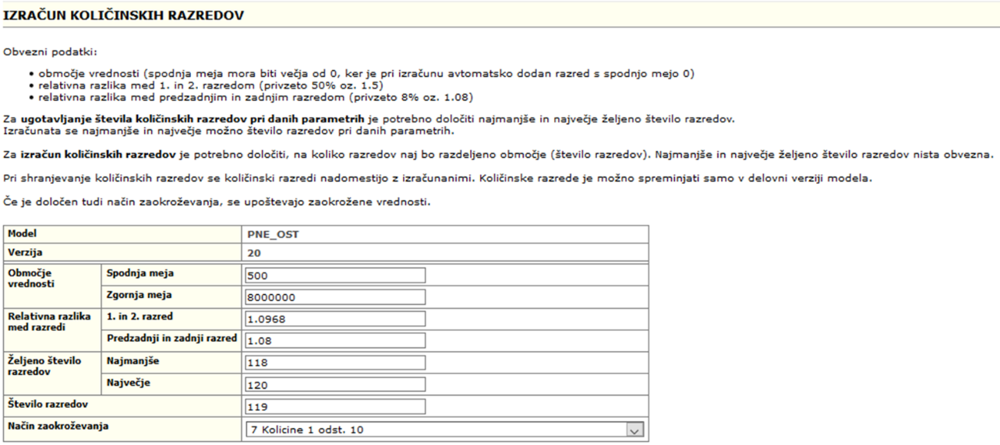 IZRAČUN KOLIČINSKIH RAZREDOV
Obvezni podatki:
• območje vrednosti (spodnja meja mora biti večja od 0, ker je pri izračunu avtomatsko dodan razred s spodnjo mejo 0)
• relativna razlika med 1. in 2. razredom (privzeto 50% oz. 1.5)
• relativna razlika med predzadnjim in zadnjim razredom (privzeto 8% oz. 1.08)
Za ugotavljanje števila količinskih razredov pri danih parametrih je potrebno določiti najmanjše in največje željeno število razredov.
Izračunata se najmanjše in največje možno število razredov pri danih parametrih.
Za izračun količinskih razredov je potrebno določiti, na koliko razredov naj bo razdeljeno območje (število razredov). Najmanjše in največje željeno število razredov nista obvezna.
Pri shranjevanje količinskih razredov se količinski razredi nadomestijo z izračunanimi. Količinske razrede je možno spreminjati samo v delovni verziji modela.
Če je določen tudi način zaokroževanja, se upoštevajo zaokrožene vrednosti.
Model PNE_OST
Verzija 20
Območje vrednosti Spodnja meja 500
Zgornja meja 8000000
Relativna razlika med razredi 1. in 2. razred 1.0968
Predzadnji in zadnji razred 1.08
Željeno število razredov Najmanjše 118
Največje 120
Število razredov 119
Način zaokroževanja 7 Kolicine 1 odst. 10